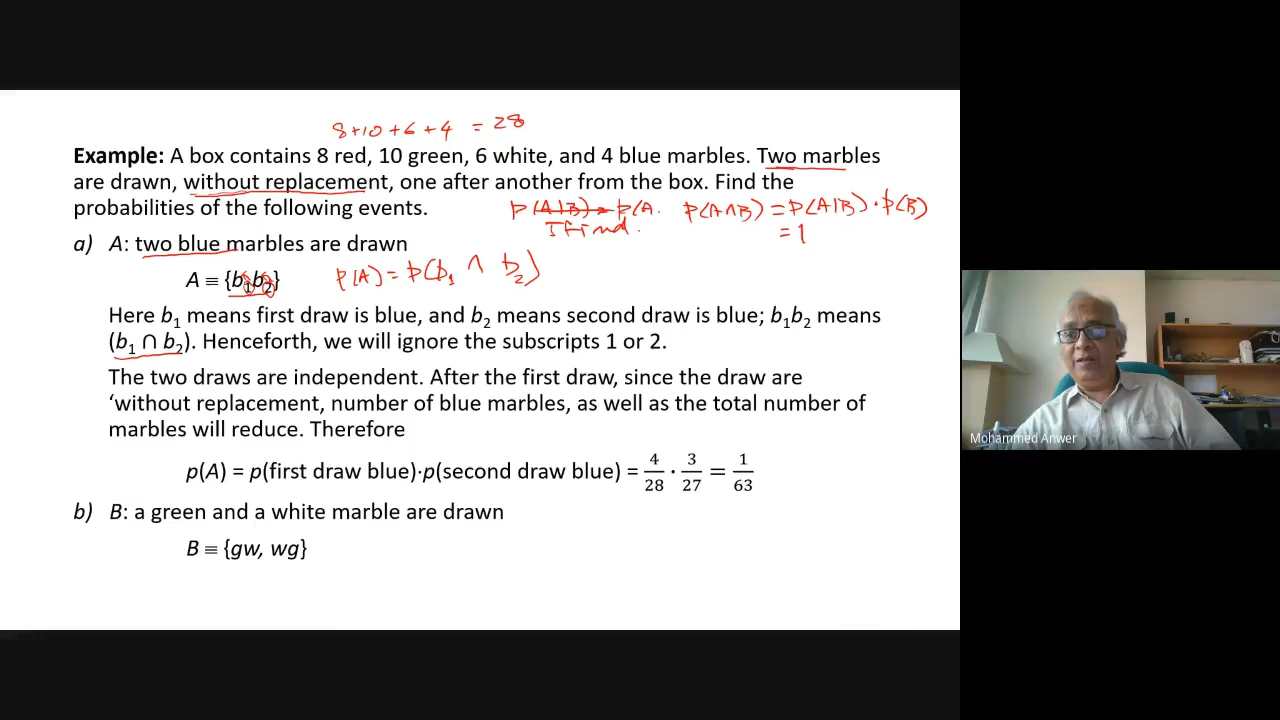 8+10+6+4 = 28
Example: A box contains 8 red, 10 green, 6 white, and 4 blue marbles. Two marbles
are drawn, without replacement, one after another from the box. Find the
probabilities of the following events.
p(A|B) = p(A. p(A∩B) = p(A|B)·p(B)
If ind.
= 1
a) A: two blue marbles are drawn
A ≡ {b1b2} p(A) = p(b1 ∩ b2)
Here b1 means first draw is blue, and b2 means second draw is blue; b1b2 means
(b1 ∩ b2). Henceforth, we will ignore the subscripts 1 or 2.
The two draws are independent. After the first draw, since the draw are
‘without replacement, number of blue marbles, as well as the total number of
marbles will reduce. Therefore
p(A) = p(first draw blue)·p(second draw blue) = 4/28 · 3/27 = 1/63
b) B: a green and a white marble are drawn
B ≡ {gw, wg}
Mohammed Anwer